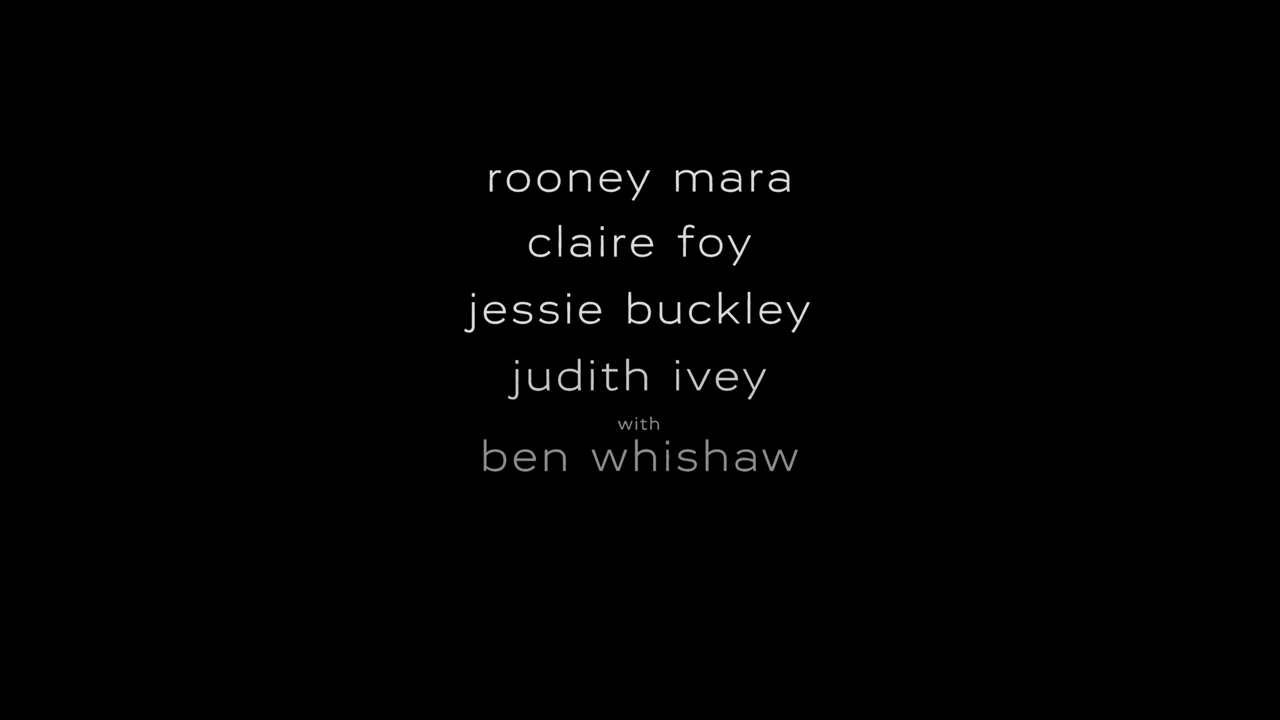 rooney mara
claire foy
jessie buckley
judith ivey
with
ben whishaw